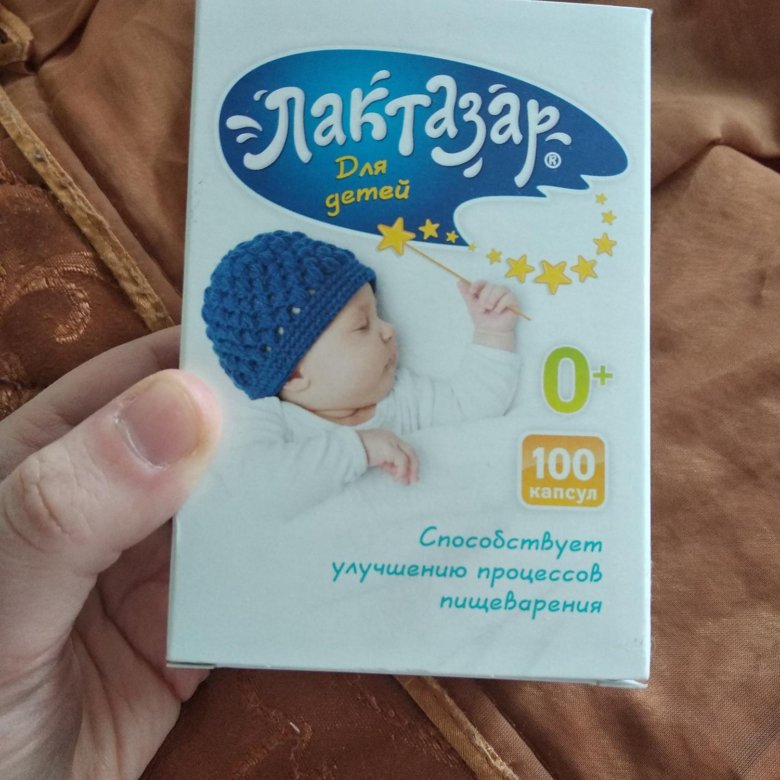 Лактазар®
Для
детей
0+
100
капсул
Способствует
улучшению процессов
пищеварения